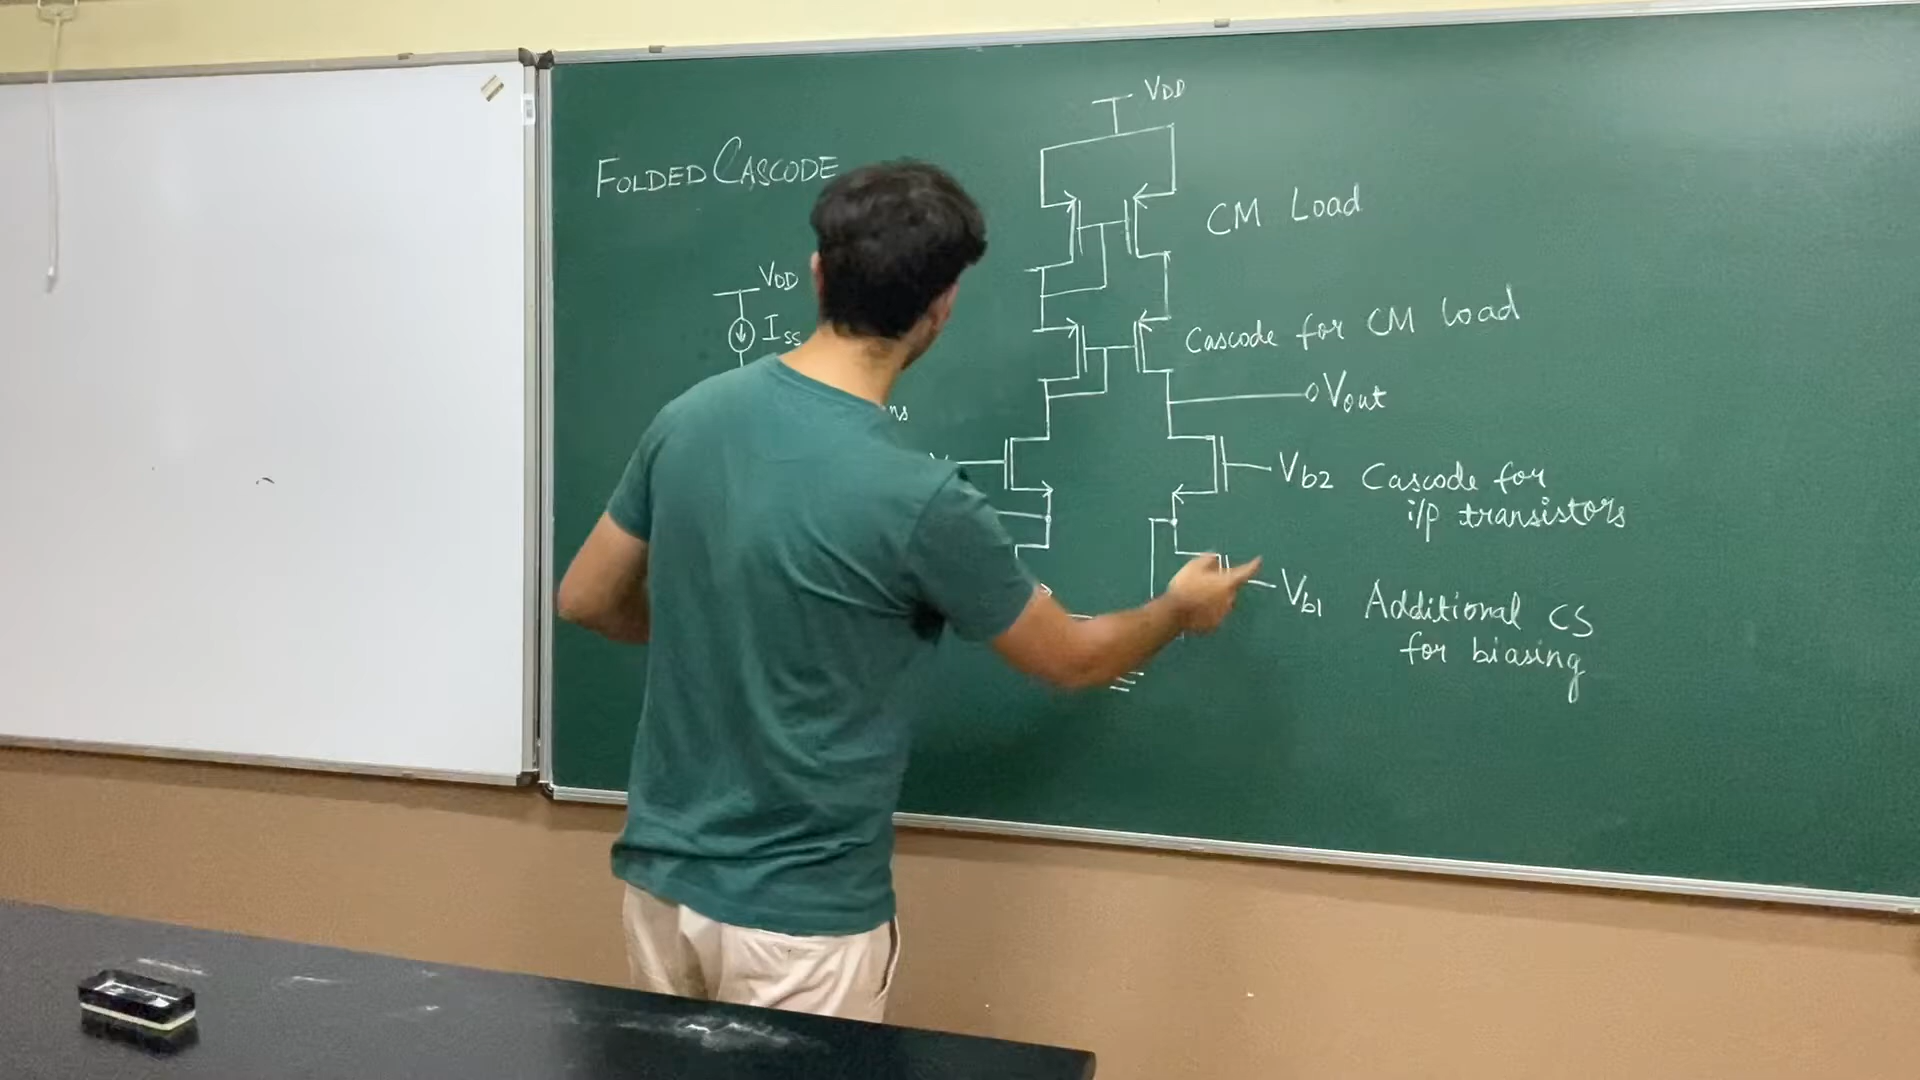 FOLDED CASCODE
VDD
CM Load
VDD
ISS
Cascode for CM load
Vout
Vb2 Cascode for
i/p transistors
Vb1 Additional CS
for biasing